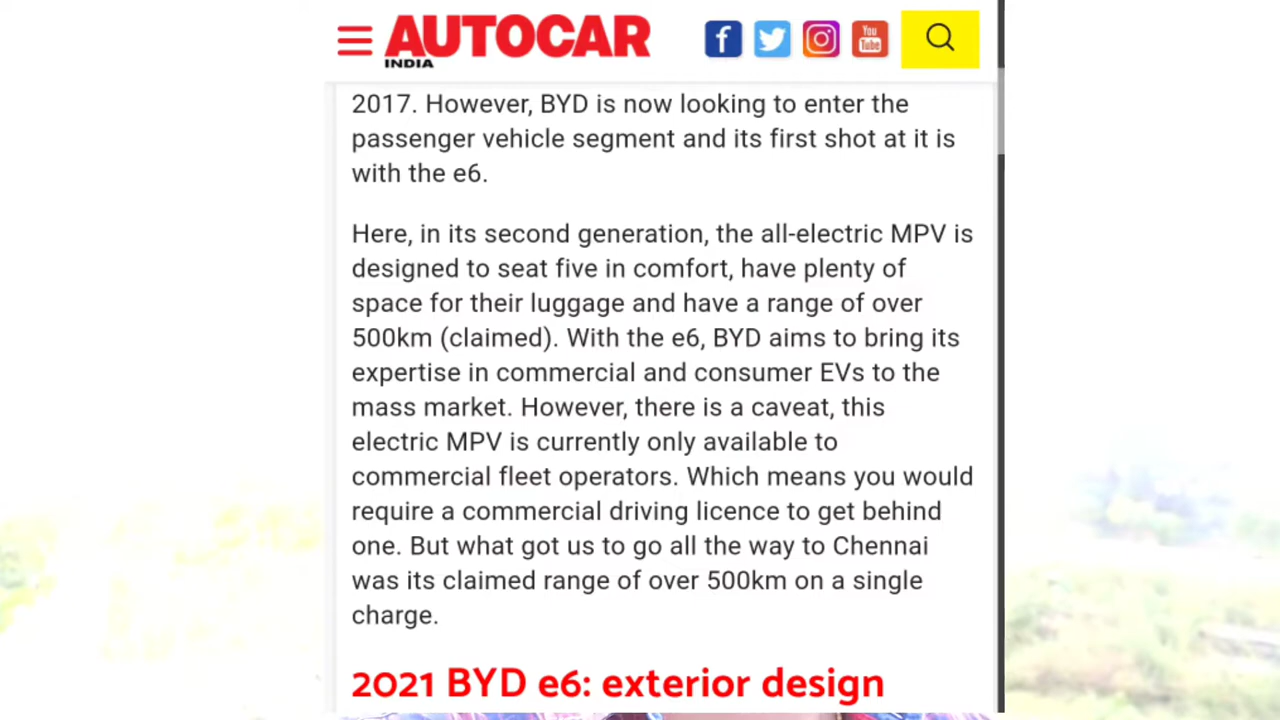 AUTOCAR
INDIA
f
You
Tube
2017. However, BYD is now looking to enter the
passenger vehicle segment and its first shot at it is
with the e6.
Here, in its second generation, the all-electric MPV is
designed to seat five in comfort, have plenty of
space for their luggage and have a range of over
500km (claimed). With the e6, BYD aims to bring its
expertise in commercial and consumer EVs to the
mass market. However, there is a caveat, this
electric MPV is currently only available to
commercial fleet operators. Which means you would
require a commercial driving licence to get behind
one. But what got us to go all the way to Chennai
was its claimed range of over 500km on a single
charge.
2021 BYD e6: exterior design